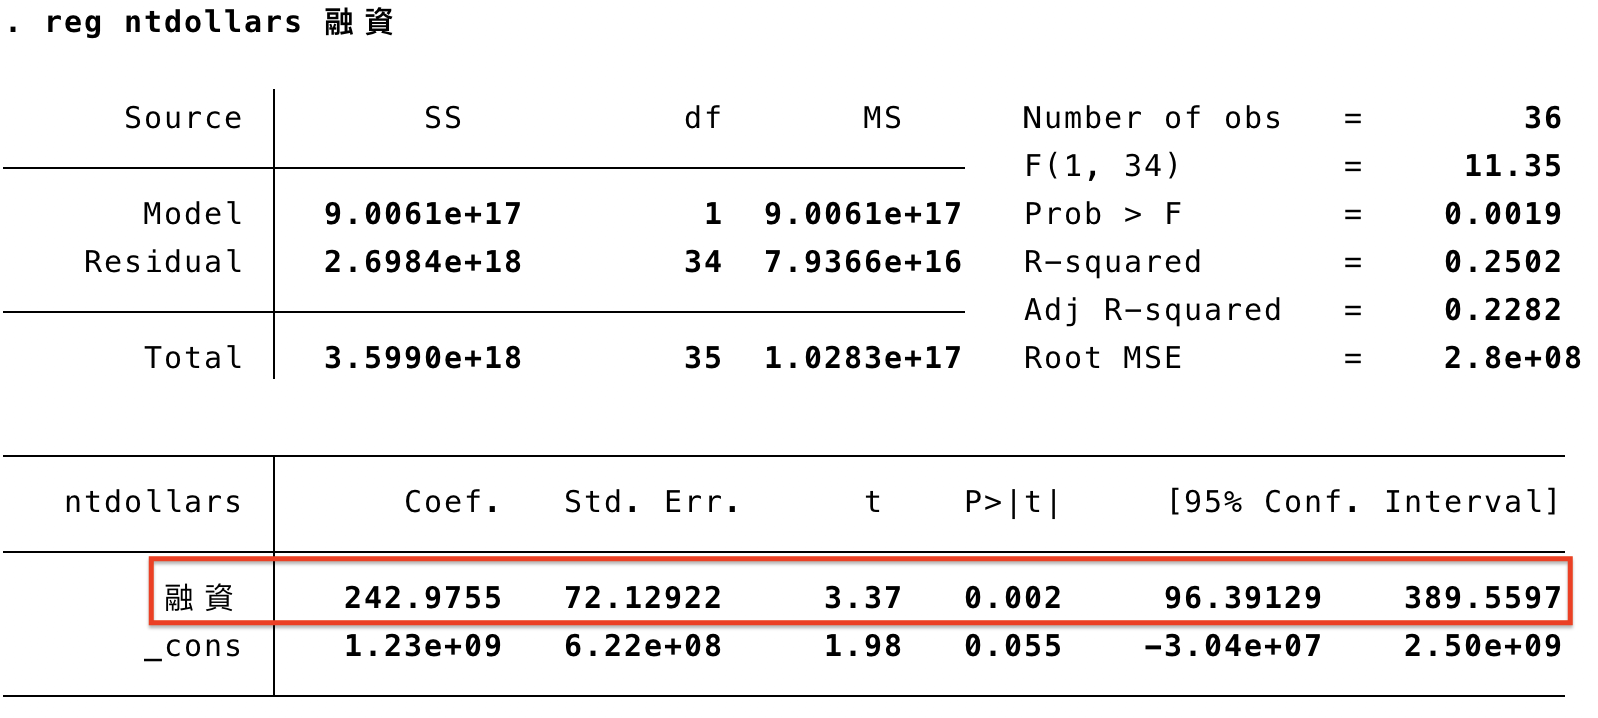 . reg ntdollars 融資
Source | SS df MS Number of obs = 36
F(1, 34) = 11.35
Model | 9.0061e+17 1 9.0061e+17 Prob > F = 0.0019
Residual | 2.6984e+18 34 7.9366e+16 R-squared = 0.2502
Adj R-squared = 0.2282
Total | 3.5990e+18 35 1.0283e+17 Root MSE = 2.8e+08
ntdollars | Coef. Std. Err. t P>|t| [95% Conf. Interval]
融資 | 242.9755 72.12922 3.37 0.002 96.39129 389.5597
_cons | 1.23e+09 6.22e+08 1.98 0.055 -3.04e+07 2.50e+09